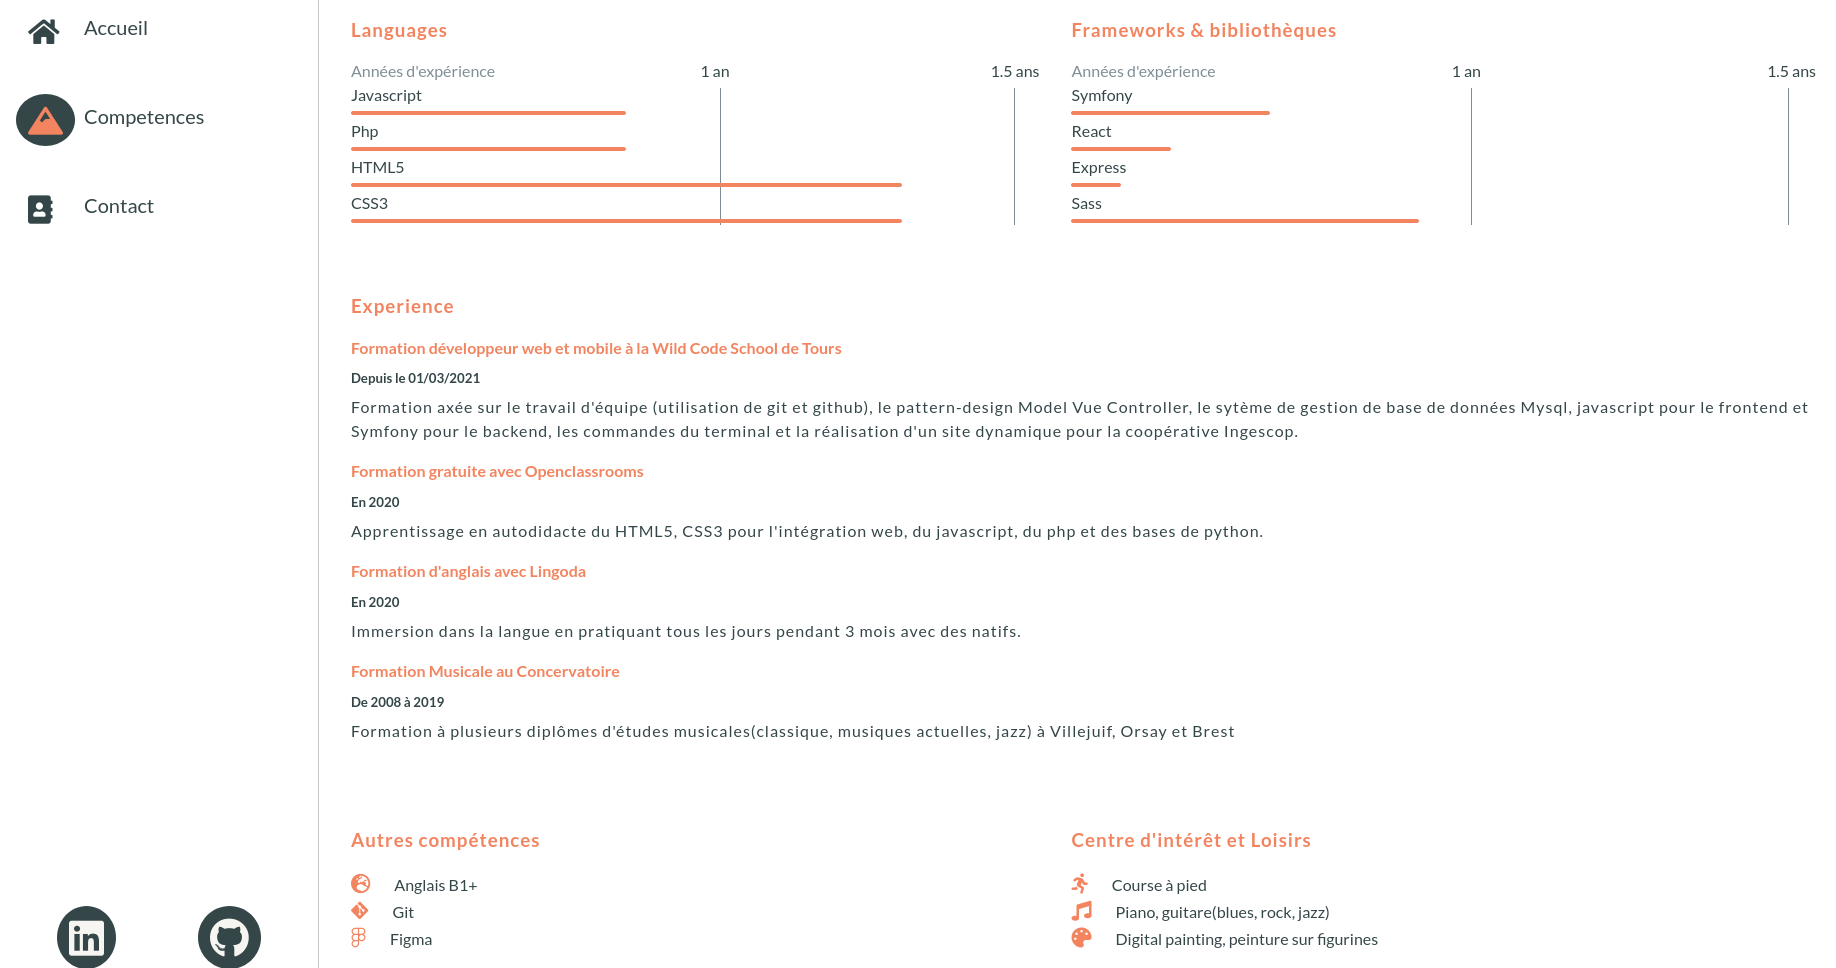 Accueil
Competences
Contact
Languages
Années d'expérience 1 an 1.5 ans
Javascript
Php
HTML5
CSS3
Frameworks & bibliothèques
Années d'expérience 1 an 1.5 ans
Symfony
React
Express
Sass
Experience
Formation développeur web et mobile à la Wild Code School de Tours
Depuis le 01/03/2021
Formation axée sur le travail d'équipe (utilisation de git et github), le pattern-design Model Vue Controller, le sytème de gestion de base de données Mysql, javascript pour le frontend et
Symfony pour le backend, les commandes du terminal et la réalisation d'un site dynamique pour la coopérative Ingescop.
Formation gratuite avec Openclassrooms
En 2020
Apprentissage en autodidacte du HTML5, CSS3 pour l'intégration web, du javascript, du php et des bases de python.
Formation d'anglais avec Lingoda
En 2020
Immersion dans la langue en pratiquant tous les jours pendant 3 mois avec des natifs.
Formation Musicale au Concervatoire
De 2008 à 2019
Formation à plusieurs diplômes d'études musicales(classique, musiques actuelles, jazz) à Villejuif, Orsay et Brest
Autres compétences
Anglais B1+
Git
Figma
Centre d'intérêt et Loisirs
Course à pied
Piano, guitare(blues, rock, jazz)
Digital painting, peinture sur figurines
in